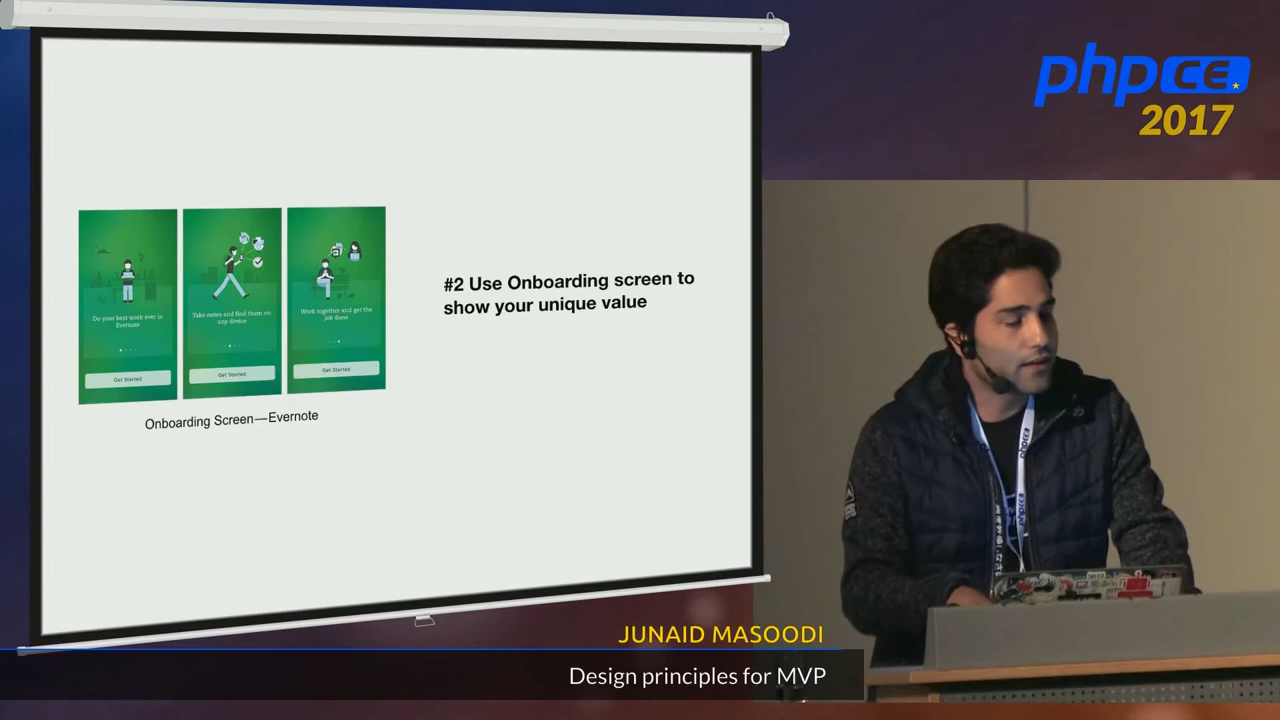 phpCE
2017
Do your best work ever in
Evernote
Get Started
Take notes and find them on
any device
Get Started
Work together and get the
job done
Get Started
Onboarding Screen—Evernote
#2 Use Onboarding screen to
show your unique value
phpce
phpce
JUNAID MASOODI
Design principles for MVP